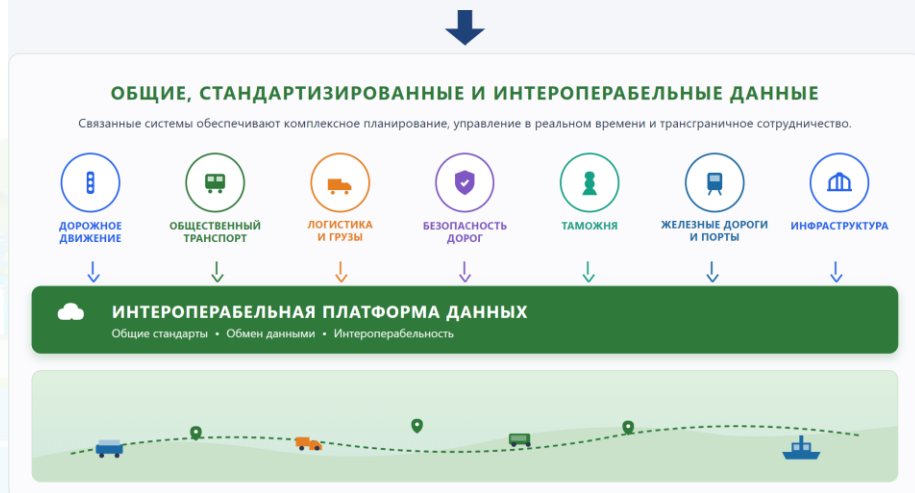 ОБЩИЕ, СТАНДАРТИЗИРОВАННЫЕ И ИНТЕРОПЕРАБЕЛЬНЫЕ ДАННЫЕ
Связанные системы обеспечивают комплексное планирование, управление в реальном времени и трансграничное сотрудничество.
ДОРОЖНОЕ
ДВИЖЕНИЕ
ОБЩЕСТВЕННЫЙ
ТРАНСПОРТ
ЛОГИСТИКА
И ГРУЗЫ
БЕЗОПАСНОСТЬ
ДОРОГ
ТАМОЖНЯ
ЖЕЛЕЗНЫЕ ДОРОГИ
И ПОРТЫ
ИНФРАСТРУКТУРА
ИНТЕРОПЕРАБЕЛЬНАЯ ПЛАТФОРМА ДАННЫХ
Общие стандарты • Обмен данными • Интероперабельность